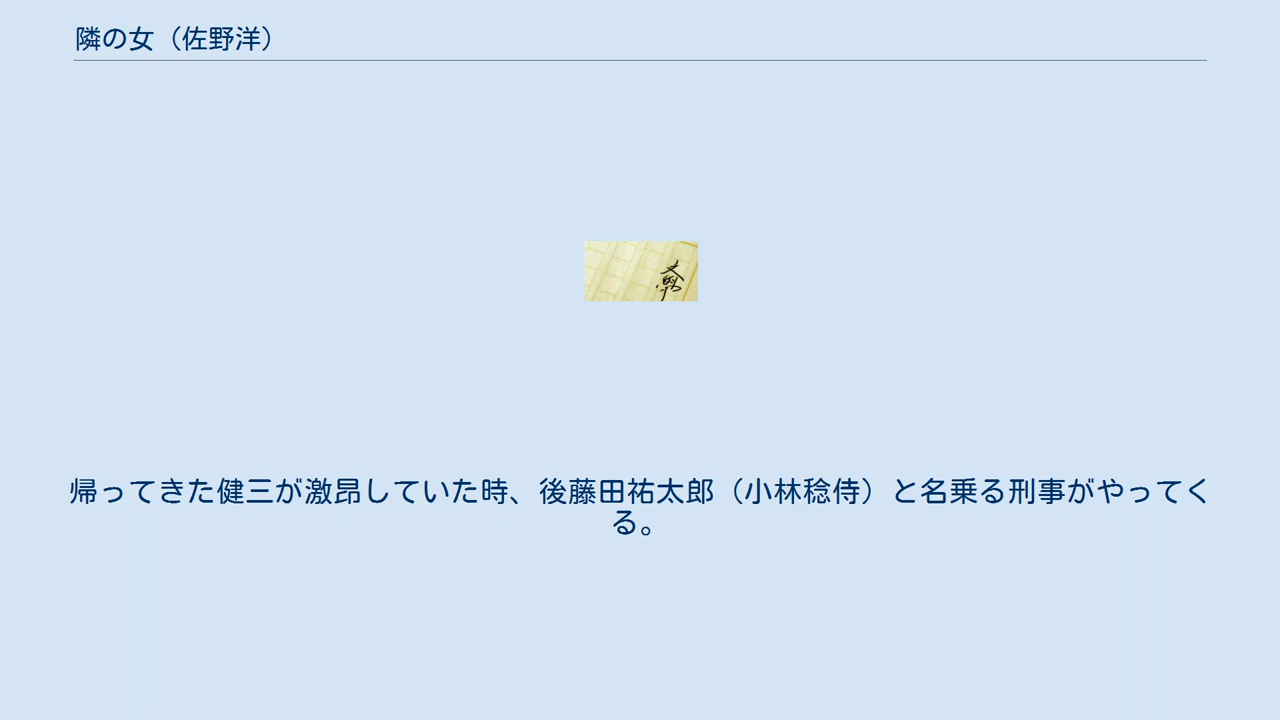 隣の女（佐野洋）
帰ってきた健三が激昂していた時、後藤田祐太郎（小林稔侍）と名乗る刑事がやってく
る。